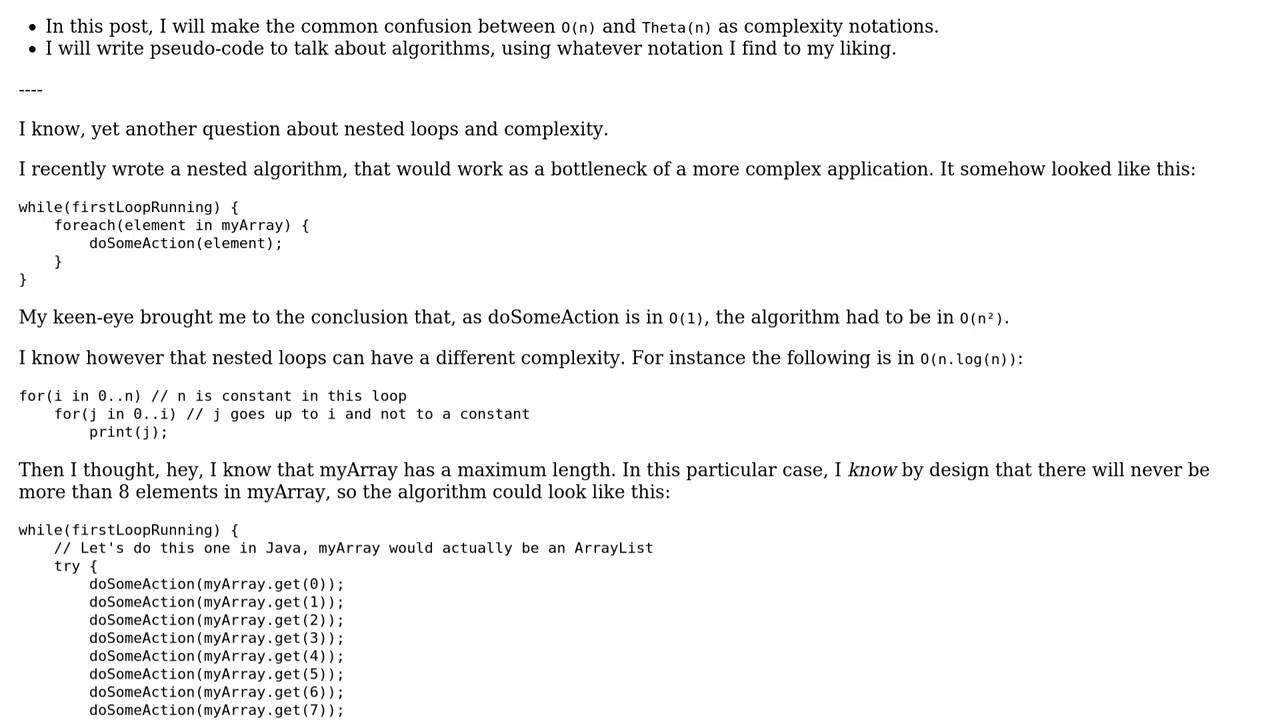 • In this post, I will make the common confusion between O(n) and Theta(n) as complexity notations.
• I will write pseudo-code to talk about algorithms, using whatever notation I find to my liking.
----
I know, yet another question about nested loops and complexity.
I recently wrote a nested algorithm, that would work as a bottleneck of a more complex application. It somehow looked like this:
while(firstLoopRunning) {
    foreach(element in myArray) {
        doSomeAction(element);
    }
}
My keen-eye brought me to the conclusion that, as doSomeAction is in O(1), the algorithm had to be in O(n²).
I know however that nested loops can have a different complexity. For instance the following is in O(n.log(n)):
for(i in 0..n) // n is constant in this loop
    for(j in 0..i) // j goes up to i and not to a constant
        print(j);
Then I thought, hey, I know that myArray has a maximum length. In this particular case, I know by design that there will never be
more than 8 elements in myArray, so the algorithm could look like this:
while(firstLoopRunning) {
    // Let's do this one in Java, myArray would actually be an ArrayList
    try {
        doSomeAction(myArray.get(0));
        doSomeAction(myArray.get(1));
        doSomeAction(myArray.get(2));
        doSomeAction(myArray.get(3));
        doSomeAction(myArray.get(4));
        doSomeAction(myArray.get(5));
        doSomeAction(myArray.get(6));
        doSomeAction(myArray.get(7));